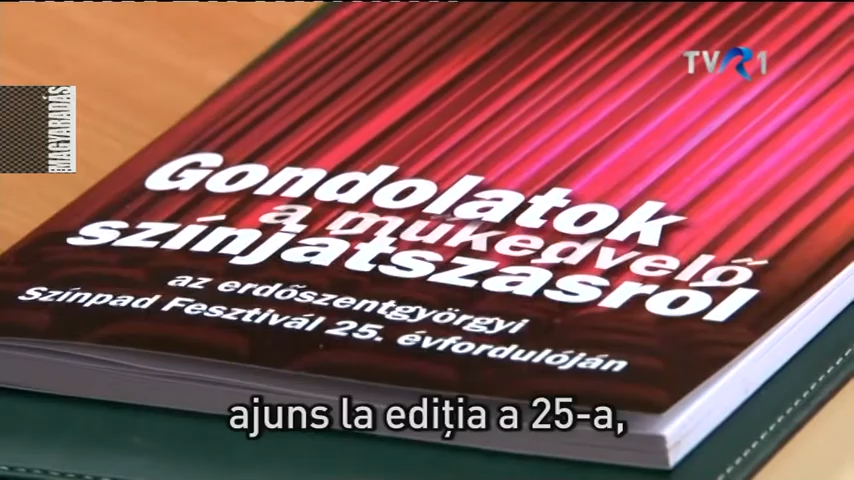 TVR1
MAGYARADÁS
Gondolatok
a műkedvelő
színjátszásról
az erdőszentgyörgyi
Színpad Fesztivál 25. évfordulóján
ajuns la ediția a 25-a,